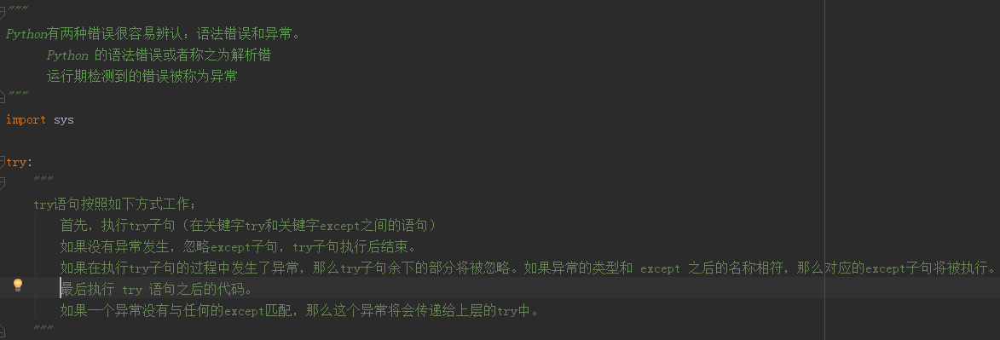 """
Python有两种错误很容易辨认：语法错误和异常。
Python 的语法错误或者称之为解析错
运行期检测到的错误被称为异常
"""
import sys
try:
"""
try语句按照如下方式工作；
首先，执行try子句（在关键字try和关键字except之间的语句）
如果没有异常发生，忽略except子句，try子句执行后结束。
如果在执行try子句的过程中发生了异常，那么try子句余下的部分将被忽略。如果异常的类型和 except 之后的名称相符，那么对应的except子句将被执行。
最后执行 try 语句之后的代码。
如果一个异常没有与任何的except匹配，那么这个异常将会传递给上层的try中。
"""